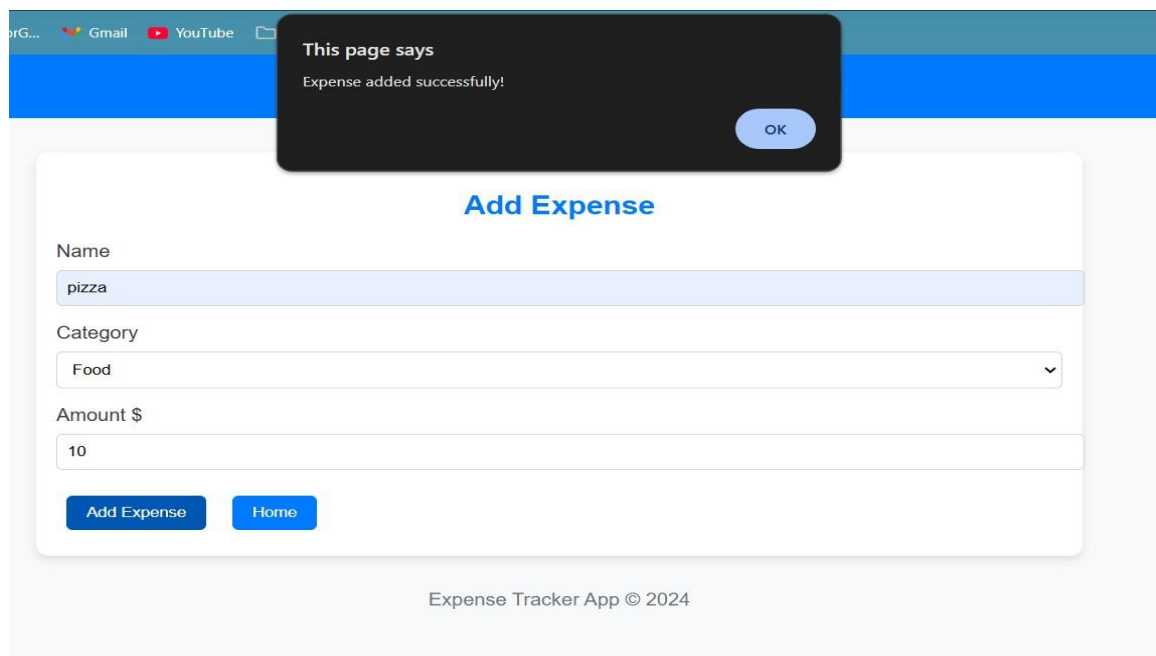 Gmail YouTube
This page says
Expense added successfully!
OK
Add Expense
Name
pizza
Category
Food
Amount $
10
Add Expense Home
Expense Tracker App © 2024